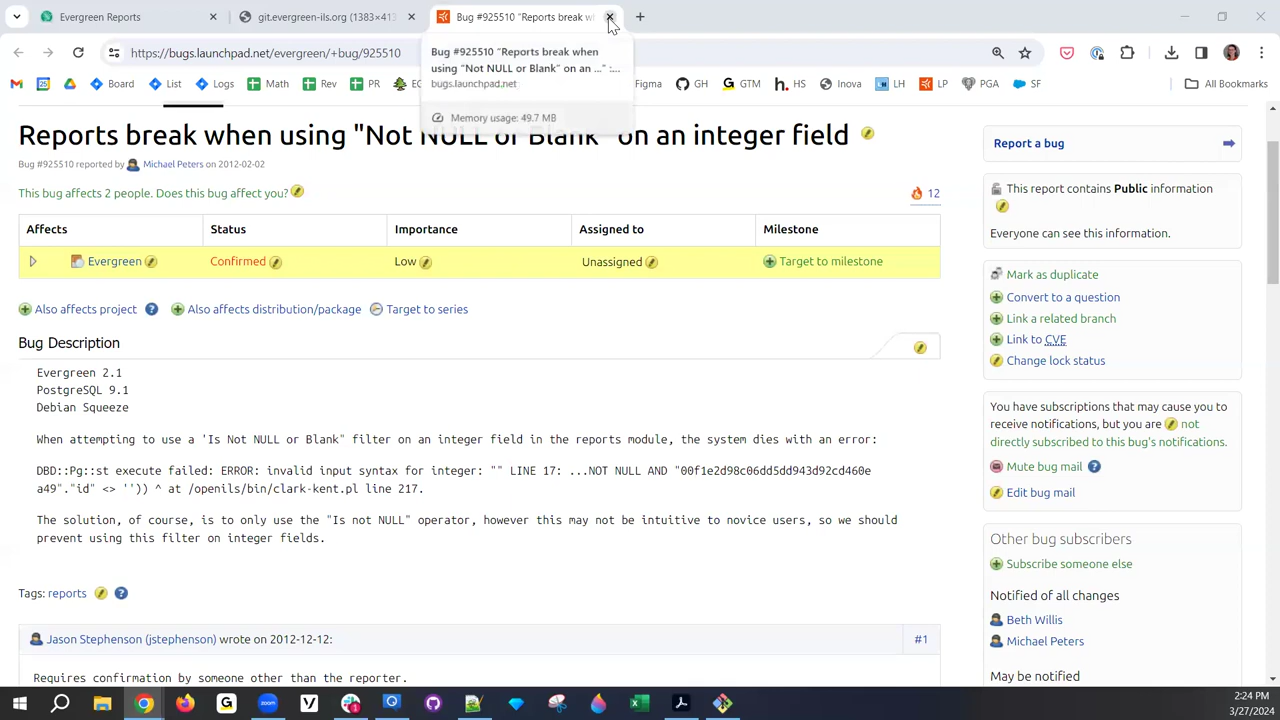 Evergreen Reports
git.evergreen-ils.org (1383×413
Bug #925510 "Reports break w
https://bugs.launchpad.net/evergreen/+bug/925510
Bug #925510 "Reports break when
using "Not NULL or Blank" on an ..." :...
bugs.launchpad.net
Memory usage: 49.7 MB
Board
List
Logs
Math
Rev
PR
Figma
GH
GTM
HS
Inova
LH
LP
PGA
SF
All Bookmarks
Reports break when using "Not NULL or Blank" on an integer field
Bug #925510 reported by Michael Peters on 2012-02-02
This bug affects 2 people. Does this bug affect you?
12
Affects Status Importance Assigned to Milestone
Evergreen Confirmed Low Unassigned Target to milestone
Also affects project Also affects distribution/package Target to series
Bug Description
Evergreen 2.1
PostgreSQL 9.1
Debian Squeeze
When attempting to use a 'Is Not NULL or Blank" filter on an integer field in the reports module, the system dies with an error:
DBD::Pg::st execute failed: ERROR: invalid input syntax for integer: "" LINE 17: ...NOT NULL AND "00f1e2d98c06dd5dd943d92cd460e
a49"."id" <> '')) ^ at /openils/bin/clark-kent.pl line 217.
The solution, of course, is to only use the "Is not NULL" operator, however this may not be intuitive to novice users, so we should
prevent using this filter on integer fields.
Tags: reports
Jason Stephenson (jstephenson) wrote on 2012-12-12: #1
Requires confirmation by someone other than the reporter.
Report a bug
This report contains Public information
Everyone can see this information.
Mark as duplicate
Convert to a question
Link a related branch
Link to CVE
Change lock status
You have subscriptions that may cause you to
receive notifications, but you are not
directly subscribed to this bug's notifications.
Mute bug mail
Edit bug mail
Other bug subscribers
Subscribe someone else
Notified of all changes
Beth Willis
Michael Peters
May be notified
2:24 PM
3/27/2024